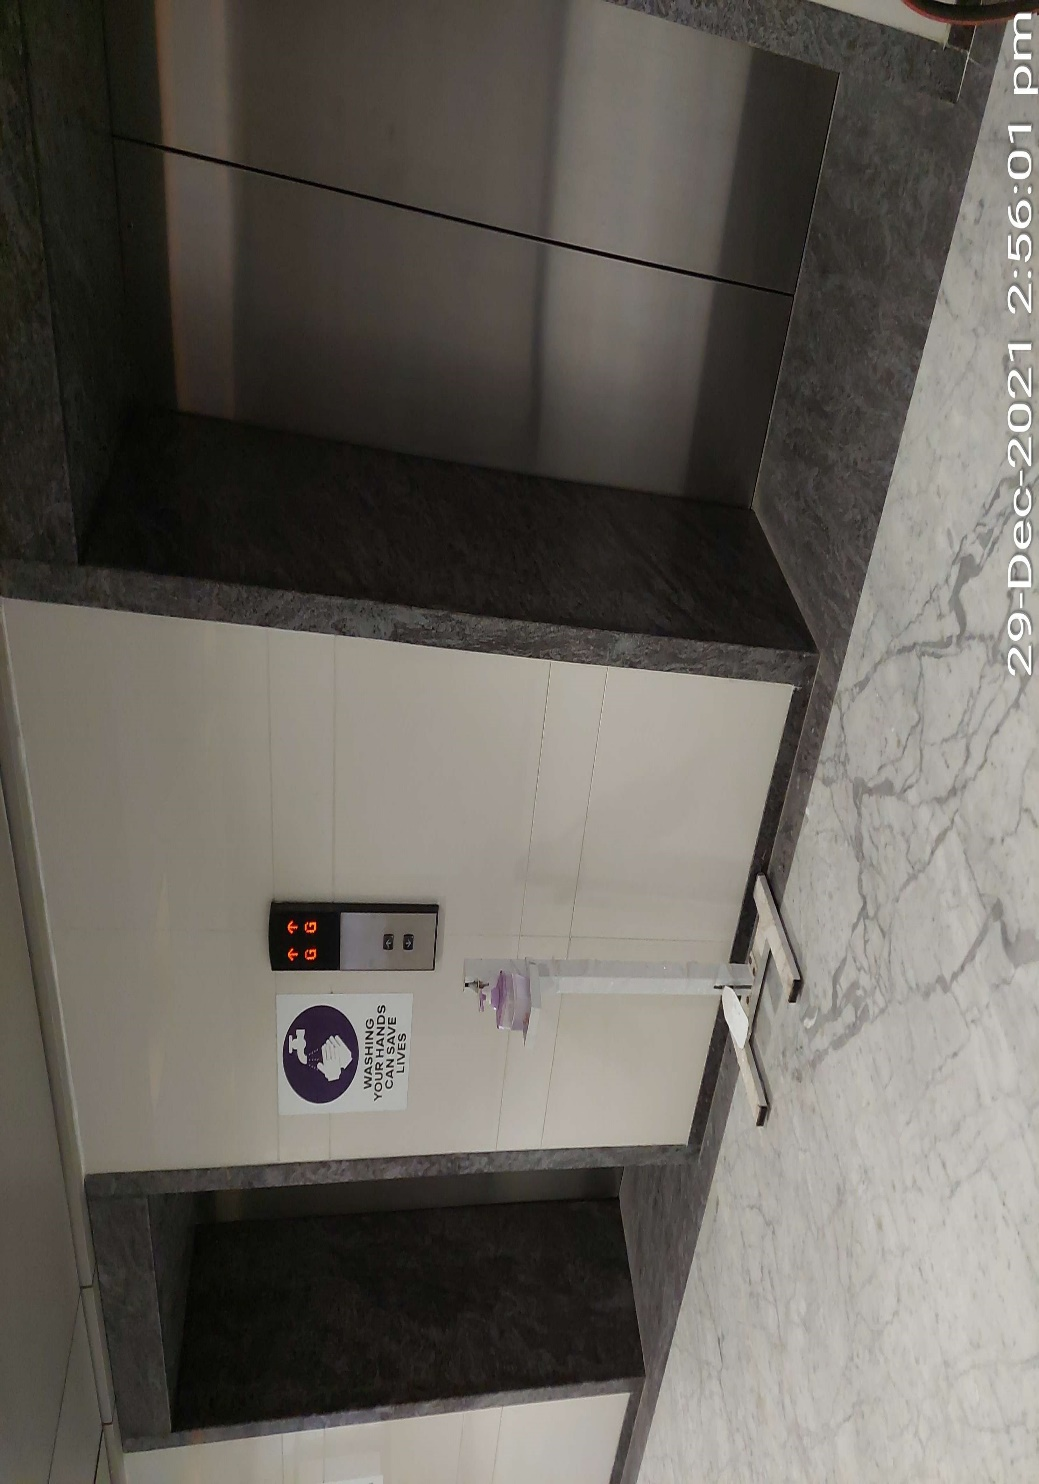 G G
WASHING
YOUR HANDS
CAN SAVE
LIVES
29-Dec-2021 2:56:01 pm